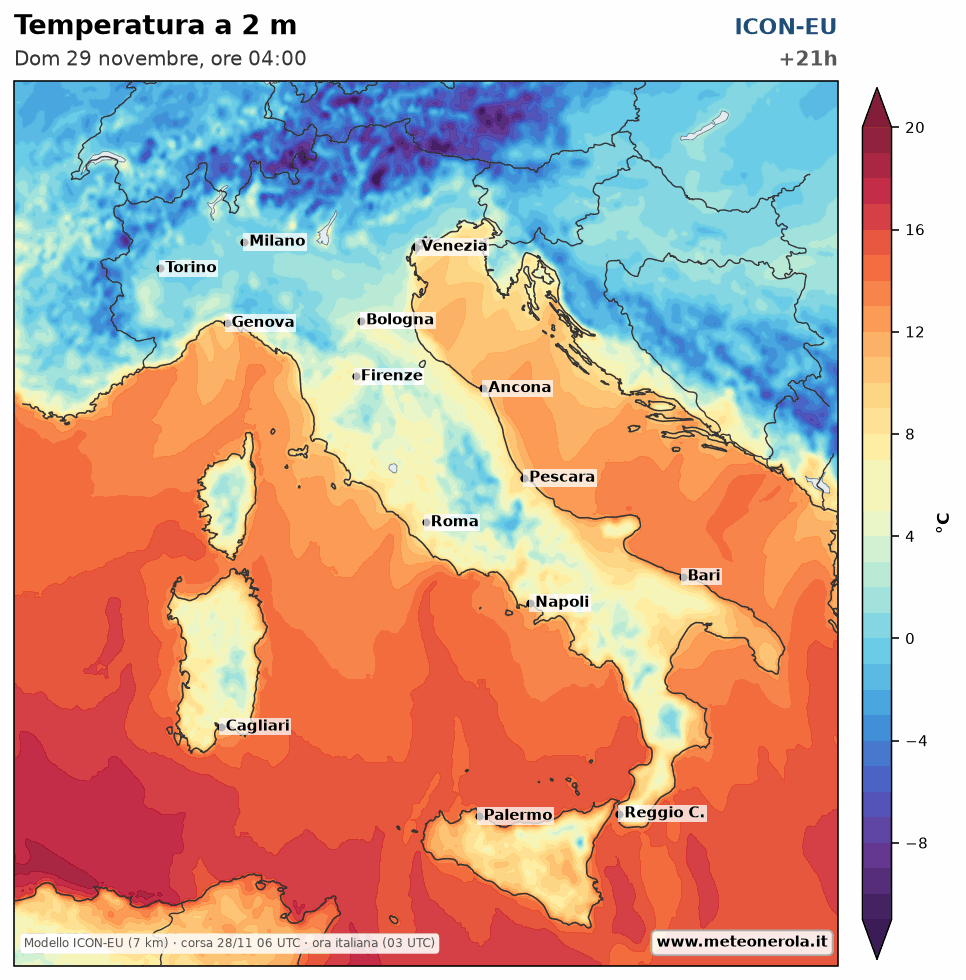 Temperatura a 2 m
ICON-EU
Dom 29 novembre, ore 04:00
+21h
20
16
12
8
4
0
−4
−8
°C
Milano
Venezia
Torino
Genova
Bologna
Firenze
Ancona
Pescara
Roma
Bari
Napoli
Cagliari
Palermo
Reggio C.
Modello ICON-EU (7 km) · corsa 28/11 06 UTC · ora italiana (03 UTC)
www.meteonerola.it